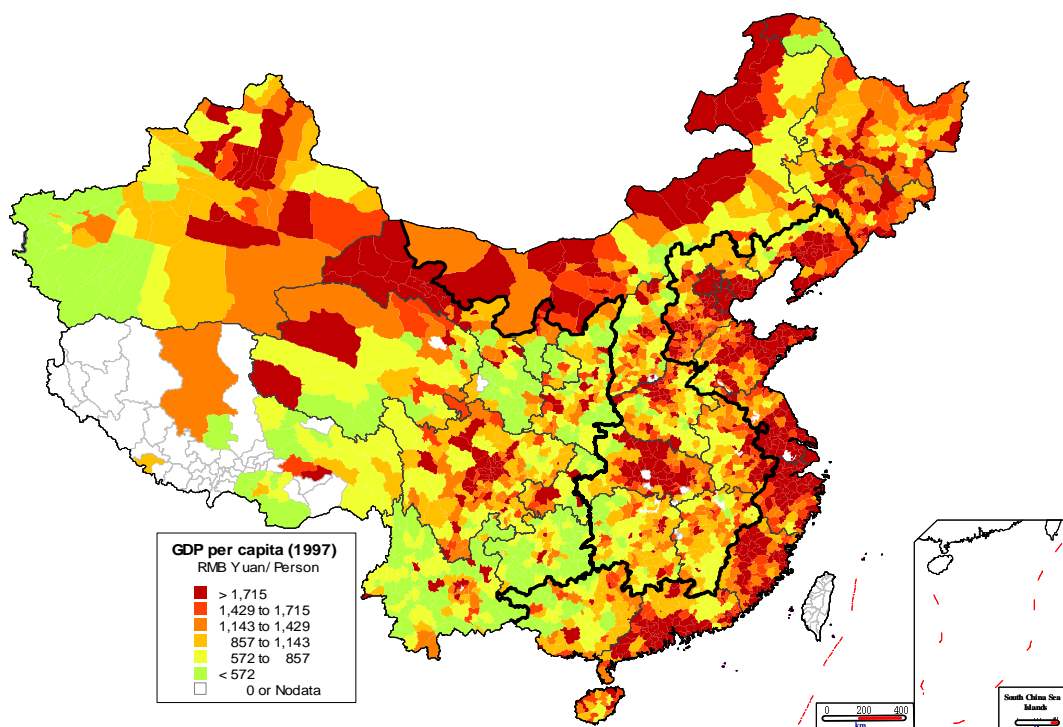 GDP per capita (1997)
RMB Yuan/ Person
> 1,715
1,429 to 1,715
1,143 to 1,429
857 to 1,143
572 to 857
< 572
0 or Nodata
0 200 400
km
South China Sea
Islands